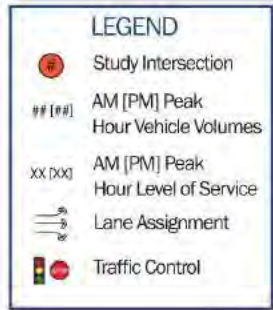 LEGEND
# Study Intersection
## [##] AM [PM] Peak
Hour Vehicle Volumes
XX [XX] AM [PM] Peak
Hour Level of Service
Lane Assignment
Traffic Control